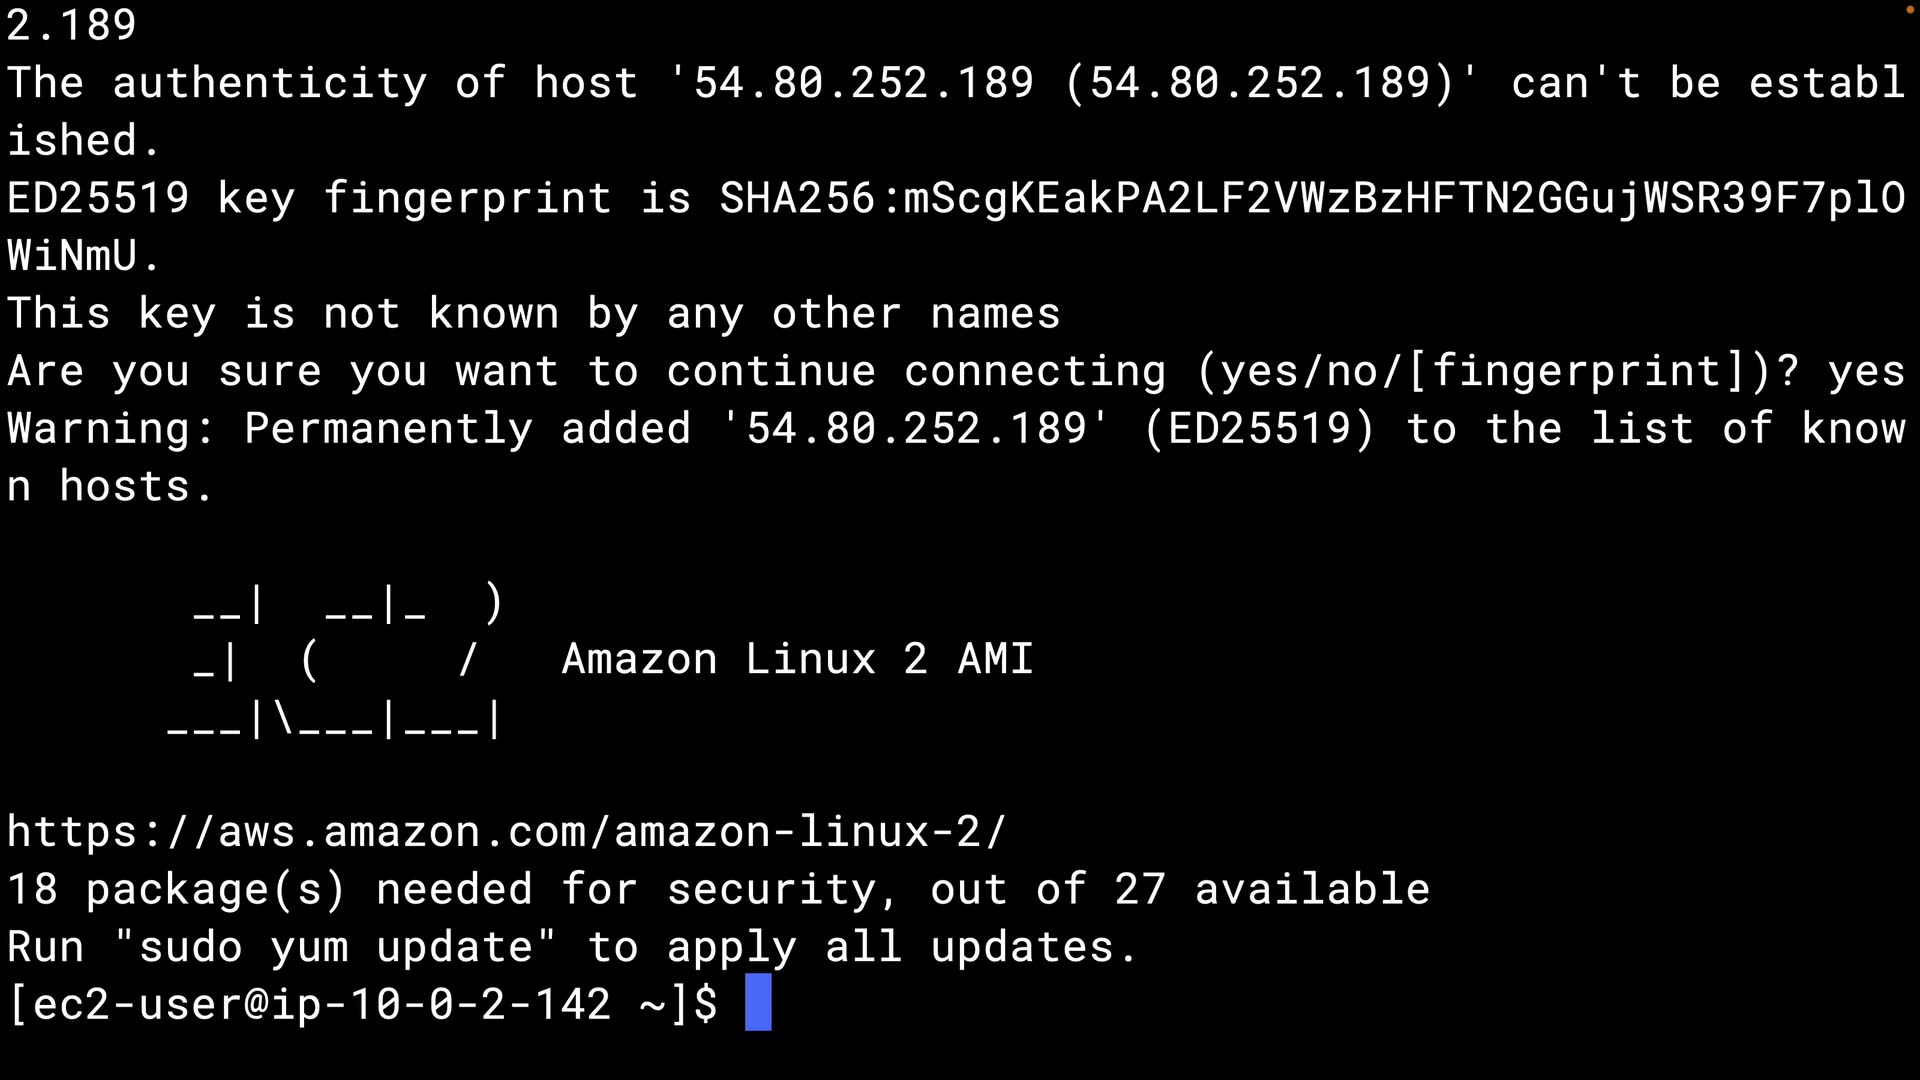 2.189
The authenticity of host '54.80.252.189 (54.80.252.189)' can't be establ
ished.
ED25519 key fingerprint is SHA256:mScgKEakPA2LF2VWzBzHFTN2GGujWSR39F7plO
WiNmU.
This key is not known by any other names
Are you sure you want to continue connecting (yes/no/[fingerprint])? yes
Warning: Permanently added '54.80.252.189' (ED25519) to the list of know
n hosts.
       __|  __|_  )
       _|  (     /   Amazon Linux 2 AMI
      ___|\___|___|
https://aws.amazon.com/amazon-linux-2/
18 package(s) needed for security, out of 27 available
Run "sudo yum update" to apply all updates.
[ec2-user@ip-10-0-2-142 ~]$